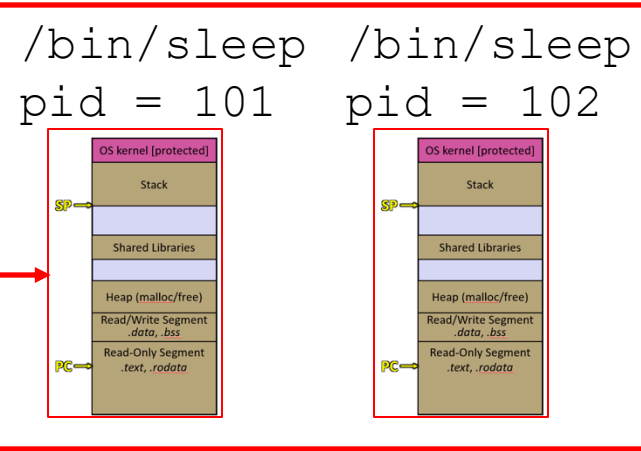 /bin/sleep
pid = 101
OS kernel [protected]
Stack
SP
Shared Libraries
Heap (malloc/free)
Read/Write Segment
.data, .bss
Read-Only Segment
.text, .rodata
PC
/bin/sleep
pid = 102
OS kernel [protected]
Stack
SP
Shared Libraries
Heap (malloc/free)
Read/Write Segment
.data, .bss
Read-Only Segment
.text, .rodata
PC